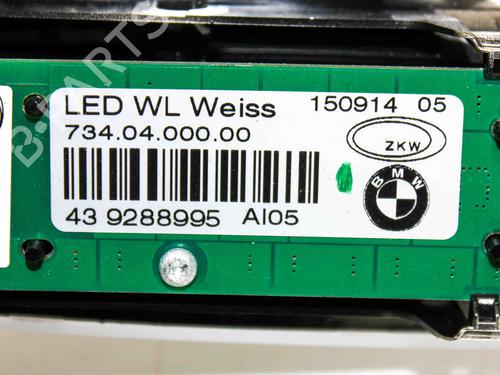 B-PARTS
LED WL Weiss 150914 05
734.04.000.00
ZKW
BMW
43 9288995 AI05